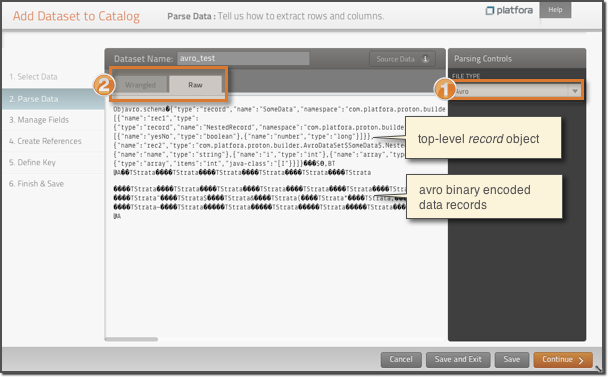 Add Dataset to Catalog
Parse Data : Tell us how to extract rows and columns.
platfora
Help
Dataset Name: avro_test
Source Data
Parsing Controls
1. Select Data
2. Parse Data
3. Manage Fields
4. Create References
5. Define Key
6. Finish & Save
2
Wrangled
Raw
1
FILE TYPE
Avro
Objavro.schema�{"type":"record","name":"SomeData","namespace":"com.platfora.proton.builde
[{"name":"rec1","type":
{"type":"record","name":"NestedRecord","namespace":"com.platfora.proton.builder
[{"name":"yesNo","type":"boolean"},{"name":"number","type":"long"}]}},
{"name":"rec2","type":"com.platfora.proton.builder.AvroDataSet$SomeData$.Neste
{"name":"name","type":"string"},{"name":"i","type":"int"},{"name":"array","type
{"type":"array","items":"int","java-class":"[I"}}]}
top-level record object
avro binary encoded
data records
Cancel
Save and Exit
Save
Continue